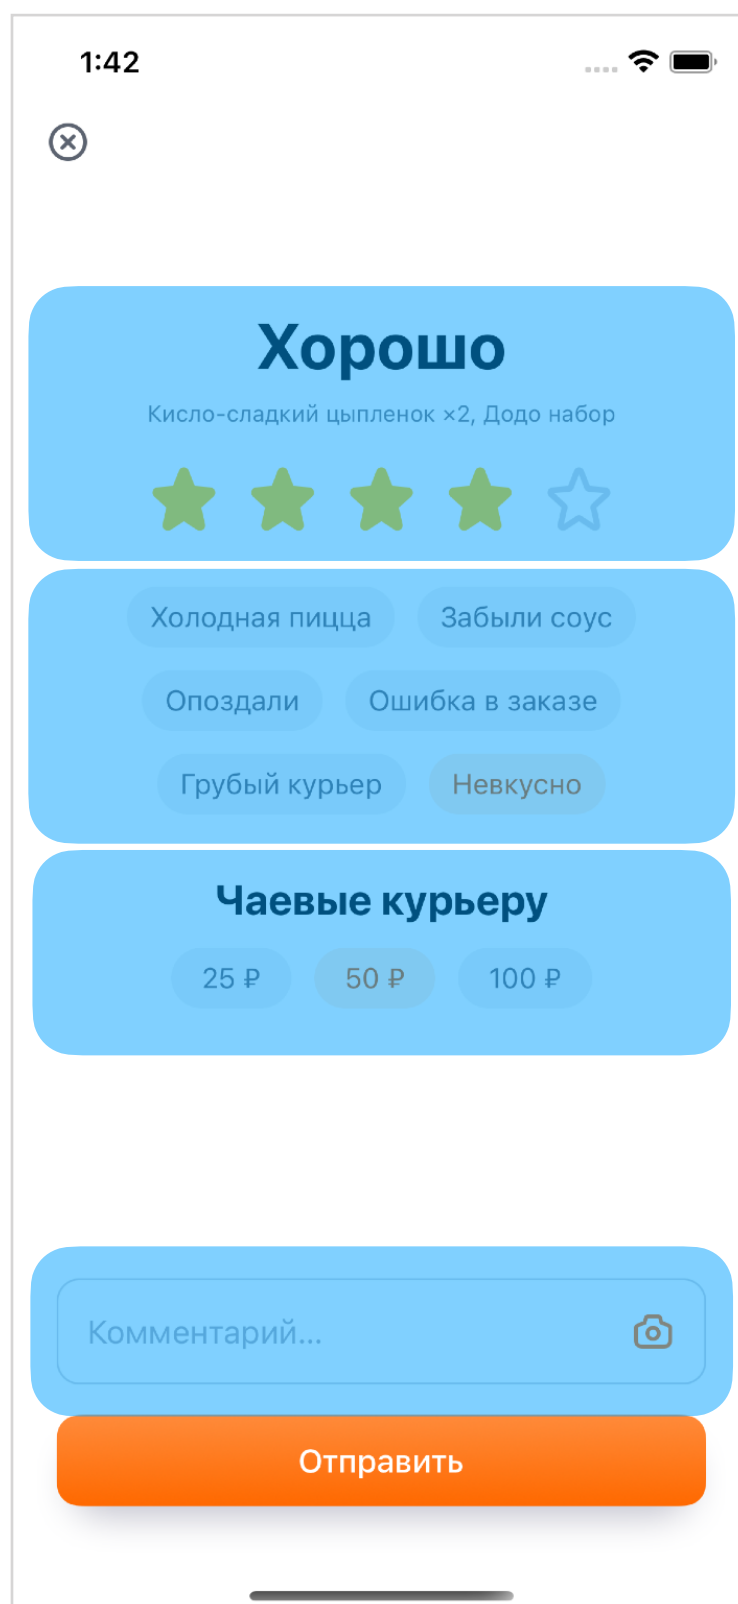 1:42
Хорошо
Кисло-сладкий цыпленок ×2, Додо набор
Холодная пицца Забыли соус
Опоздали Ошибка в заказе
Грубый курьер Невкусно
Чаевые курьеру
25 ₽ 50 ₽ 100 ₽
Комментарий...
Отправить